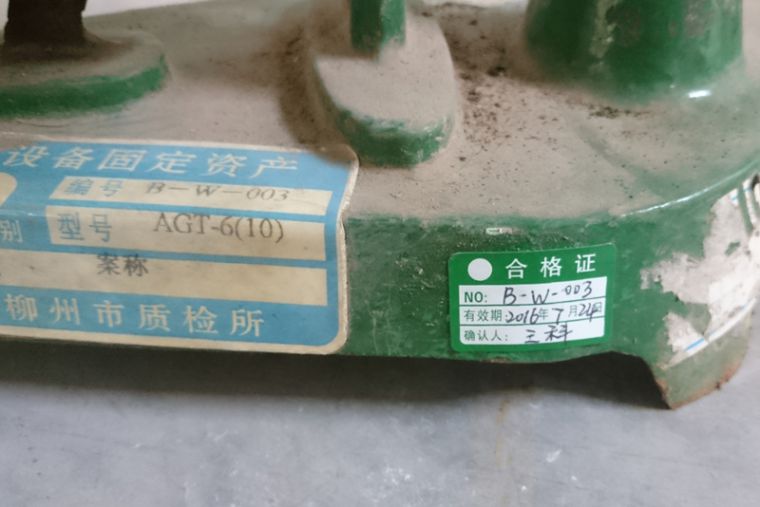 设备固定资产
编号 B-W-003
别 型号 AGT-6(10)
案称
柳州市质检所
合格证
NO: B-W-003
有效期:2016年7月24日
确认人: 三科